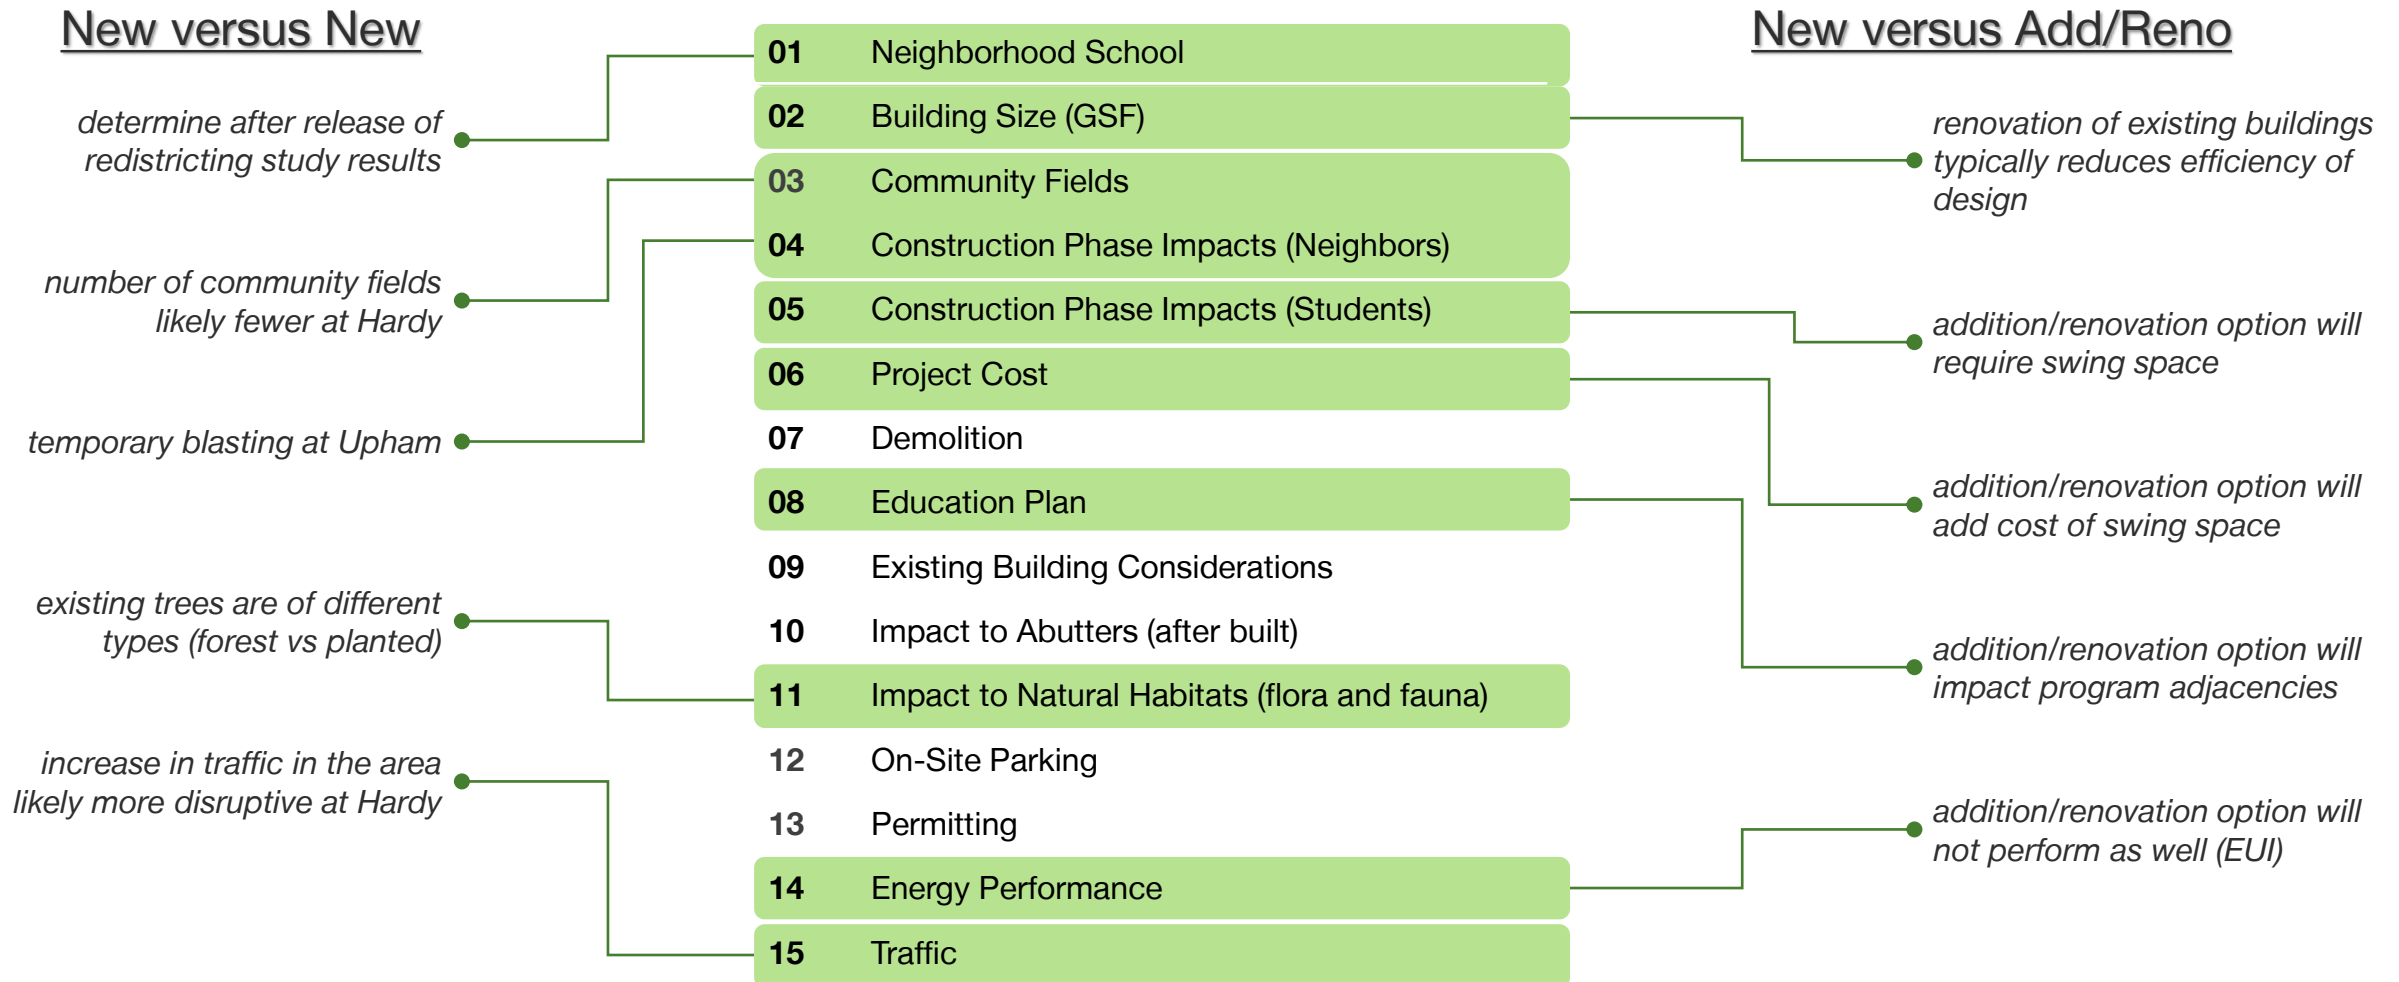 New versus New
determine after release of
redistricting study results
number of community fields
likely fewer at Hardy
temporary blasting at Upham
existing trees are of different
types (forest vs planted)
increase in traffic in the area
likely more disruptive at Hardy
01 Neighborhood School
02 Building Size (GSF)
03 Community Fields
04 Construction Phase Impacts (Neighbors)
05 Construction Phase Impacts (Students)
06 Project Cost
07 Demolition
08 Education Plan
09 Existing Building Considerations
10 Impact to Abutters (after built)
11 Impact to Natural Habitats (flora and fauna)
12 On-Site Parking
13 Permitting
14 Energy Performance
15 Traffic
New versus Add/Reno
renovation of existing buildings
typically reduces efficiency of
design
addition/renovation option will
require swing space
addition/renovation option will
add cost of swing space
addition/renovation option will
impact program adjacencies
addition/renovation option will
not perform as well (EUI)